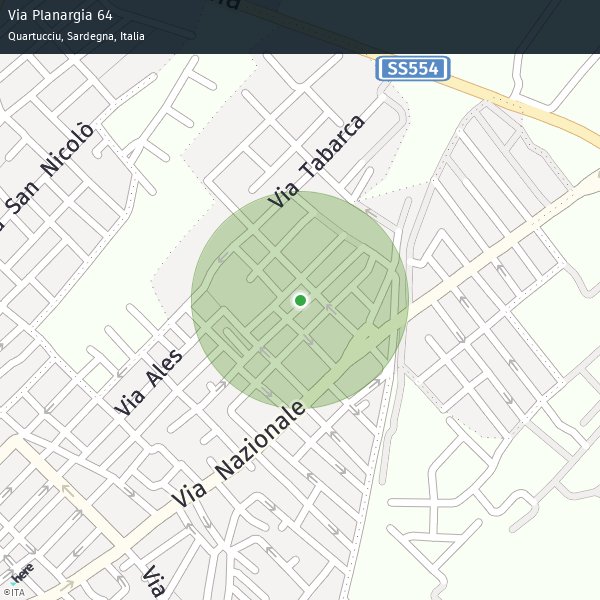 Via Planargia 64
Quartucciu, Sardegna, Italia
SS554
Via Tabarca
San Nicolò
Via Ales
Via Nazionale
Via
here
©ITA